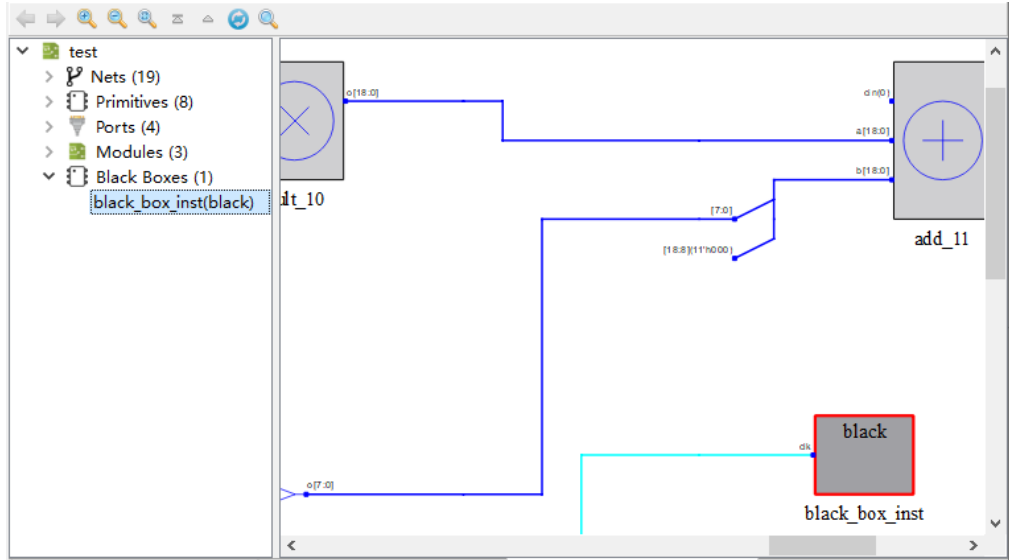 test
Nets (19)
Primitives (8)
Ports (4)
Modules (3)
Black Boxes (1)
black_box_inst(black)
o[18:0]
ult_10
cin(0)
a[18:0]
b[18:0]
add_11
[7:0]
[18:8](11'h000)
black
clk
black_box_inst
o[7:0]